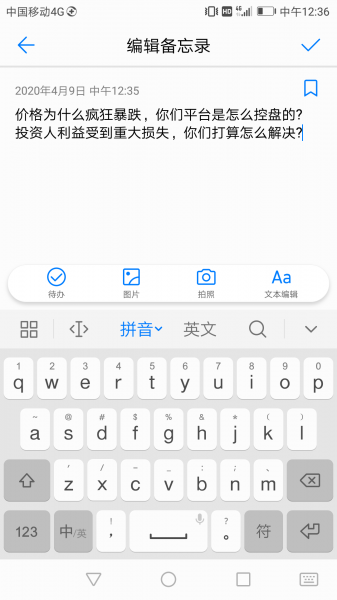 中国移动4G HD 4G 中午12:36
编辑备忘录
2020年4月9日 中午12:35
价格为什么疯狂暴跌，你们平台是怎么控盘的?
投资人利益受到重大损失，你们打算怎么解决?
待办 图片 拍照 Aa 文本编辑
拼音 英文
1 2 3 4 5 6 7 8 9 0
q w e r t y u i o p
~ @ # $ % & * ( )
a s d f g h j k l
' / - _ : ; 、
z x c v b n m
123 中/英 ！ ， ? 。 符